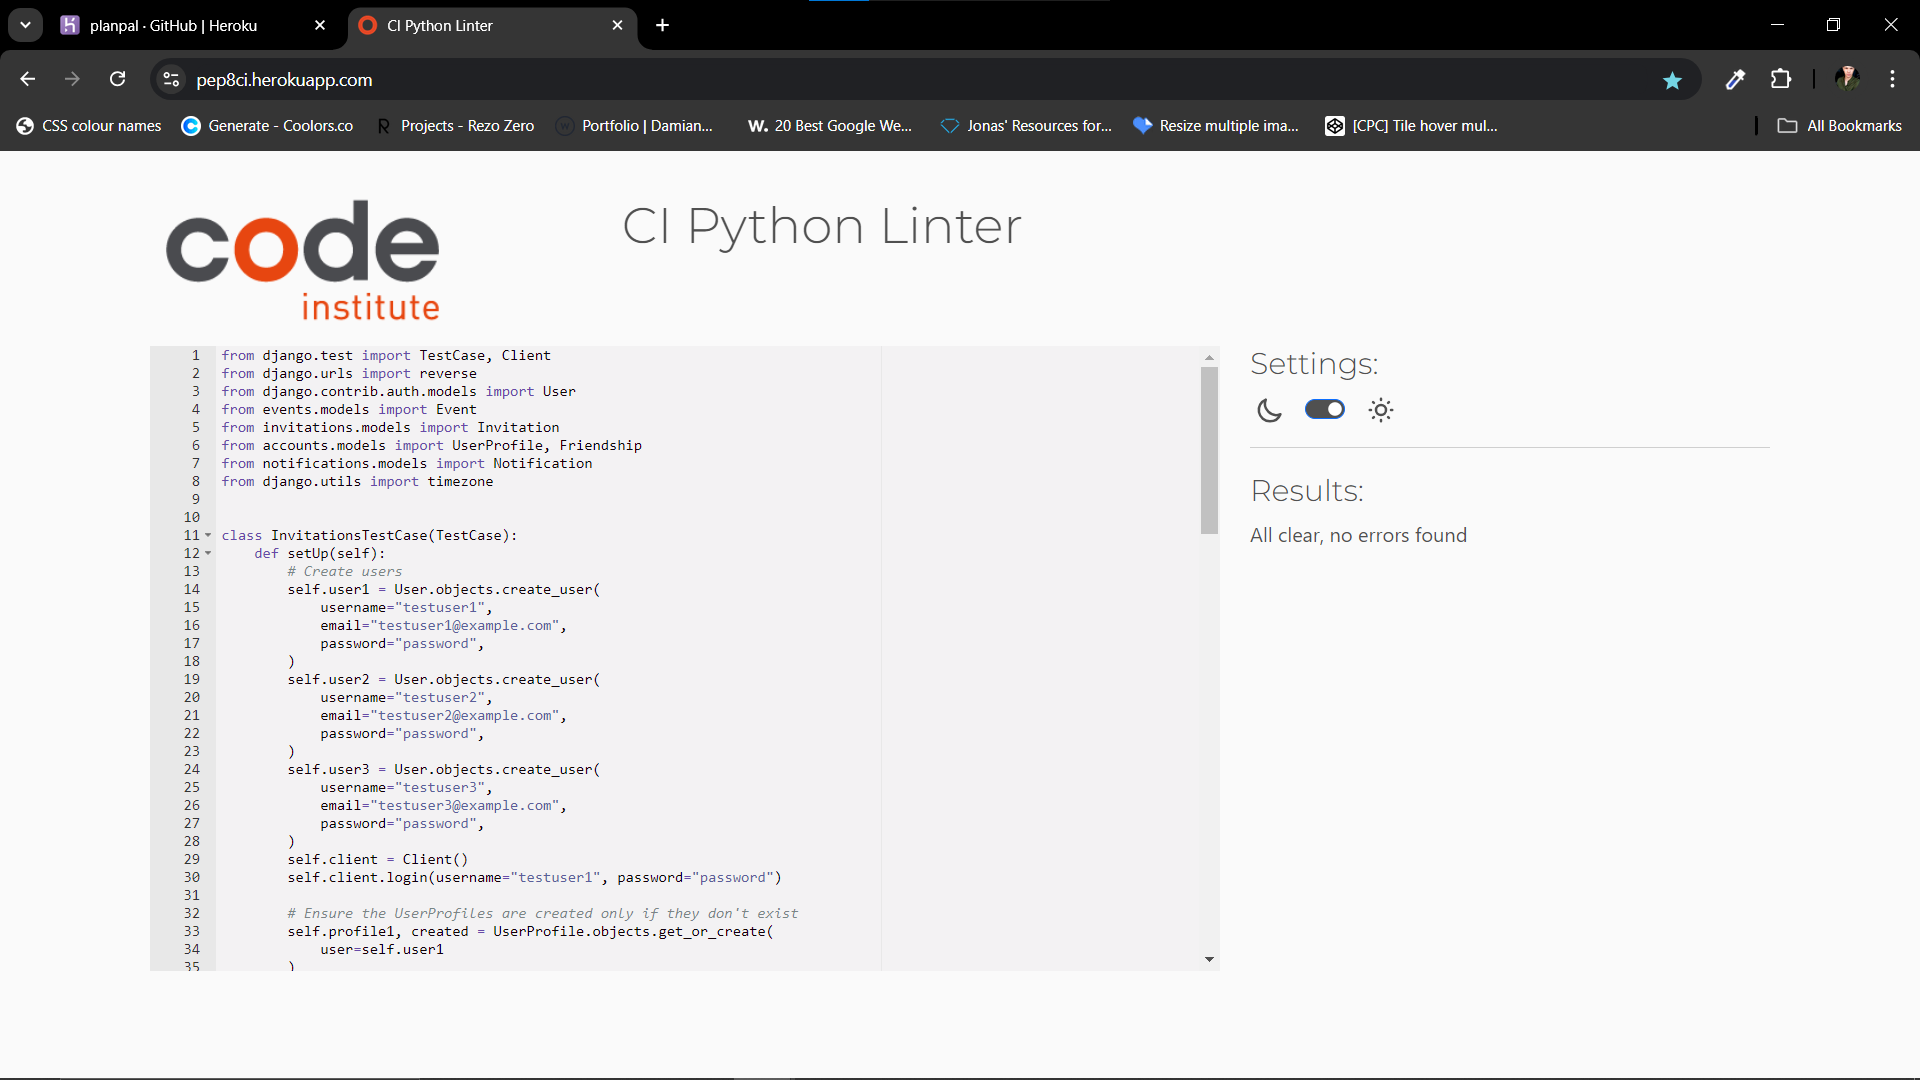 planpal · GitHub | Heroku
CI Python Linter
pep8ci.herokuapp.com
CSS colour names
Generate - Coolors.co
Projects - Rezo Zero
Portfolio | Damian...
W. 20 Best Google We...
Jonas' Resources for...
Resize multiple ima...
[CPC] Tile hover mul...
All Bookmarks
code
institute
CI Python Linter
1 from django.test import TestCase, Client
2 from django.urls import reverse
3 from django.contrib.auth.models import User
4 from events.models import Event
5 from invitations.models import Invitation
6 from accounts.models import UserProfile, Friendship
7 from notifications.models import Notification
8 from django.utils import timezone
9
10
11 class InvitationsTestCase(TestCase):
12     def setUp(self):
13         # Create users
14         self.user1 = User.objects.create_user(
15             username="testuser1",
16             email="testuser1@example.com",
17             password="password",
18         )
19         self.user2 = User.objects.create_user(
20             username="testuser2",
21             email="testuser2@example.com",
22             password="password",
23         )
24         self.user3 = User.objects.create_user(
25             username="testuser3",
26             email="testuser3@example.com",
27             password="password",
28         )
29         self.client = Client()
30         self.client.login(username="testuser1", password="password")
31
32         # Ensure the UserProfiles are created only if they don't exist
33         self.profile1, created = UserProfile.objects.get_or_create(
34             user=self.user1
35         )
Settings:
Results:
All clear, no errors found